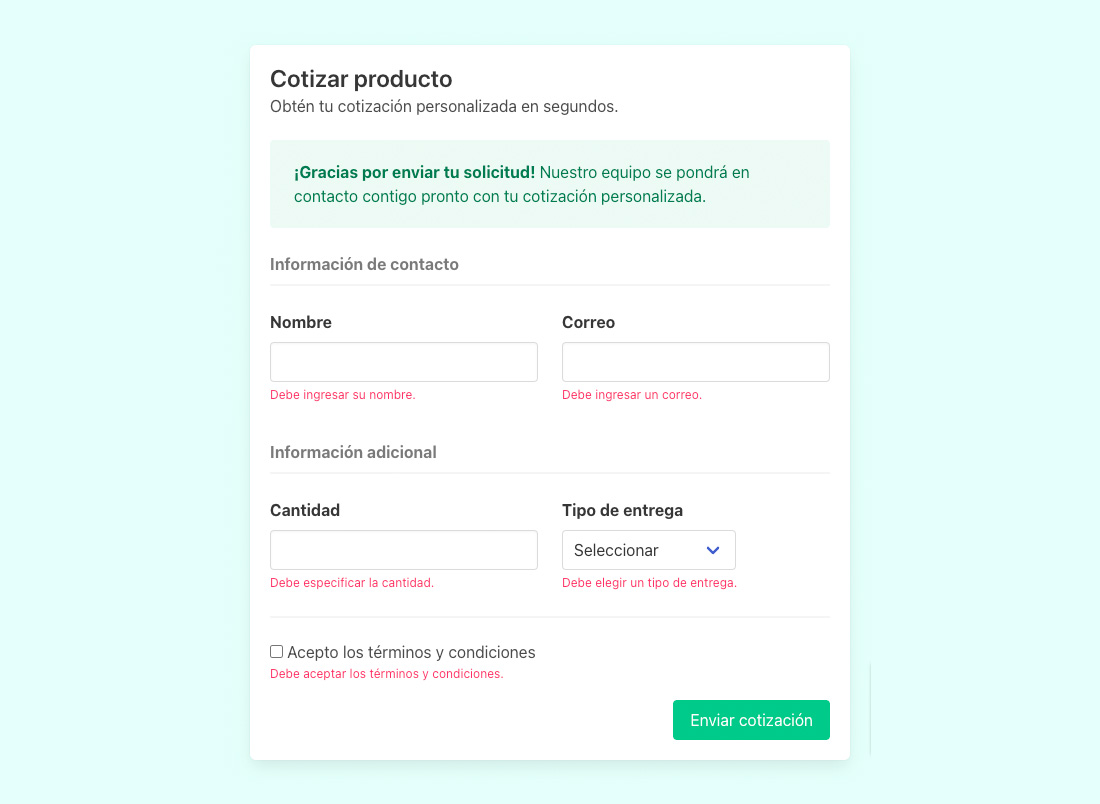 Cotizar producto
Obtén tu cotización personalizada en segundos.
¡Gracias por enviar tu solicitud! Nuestro equipo se pondrá en
contacto contigo pronto con tu cotización personalizada.
Información de contacto
Nombre
Correo
Debe ingresar su nombre.
Debe ingresar un correo.
Información adicional
Cantidad
Tipo de entrega
Seleccionar
Debe especificar la cantidad.
Debe elegir un tipo de entrega.
Acepto los términos y condiciones
Debe aceptar los términos y condiciones.
Enviar cotización